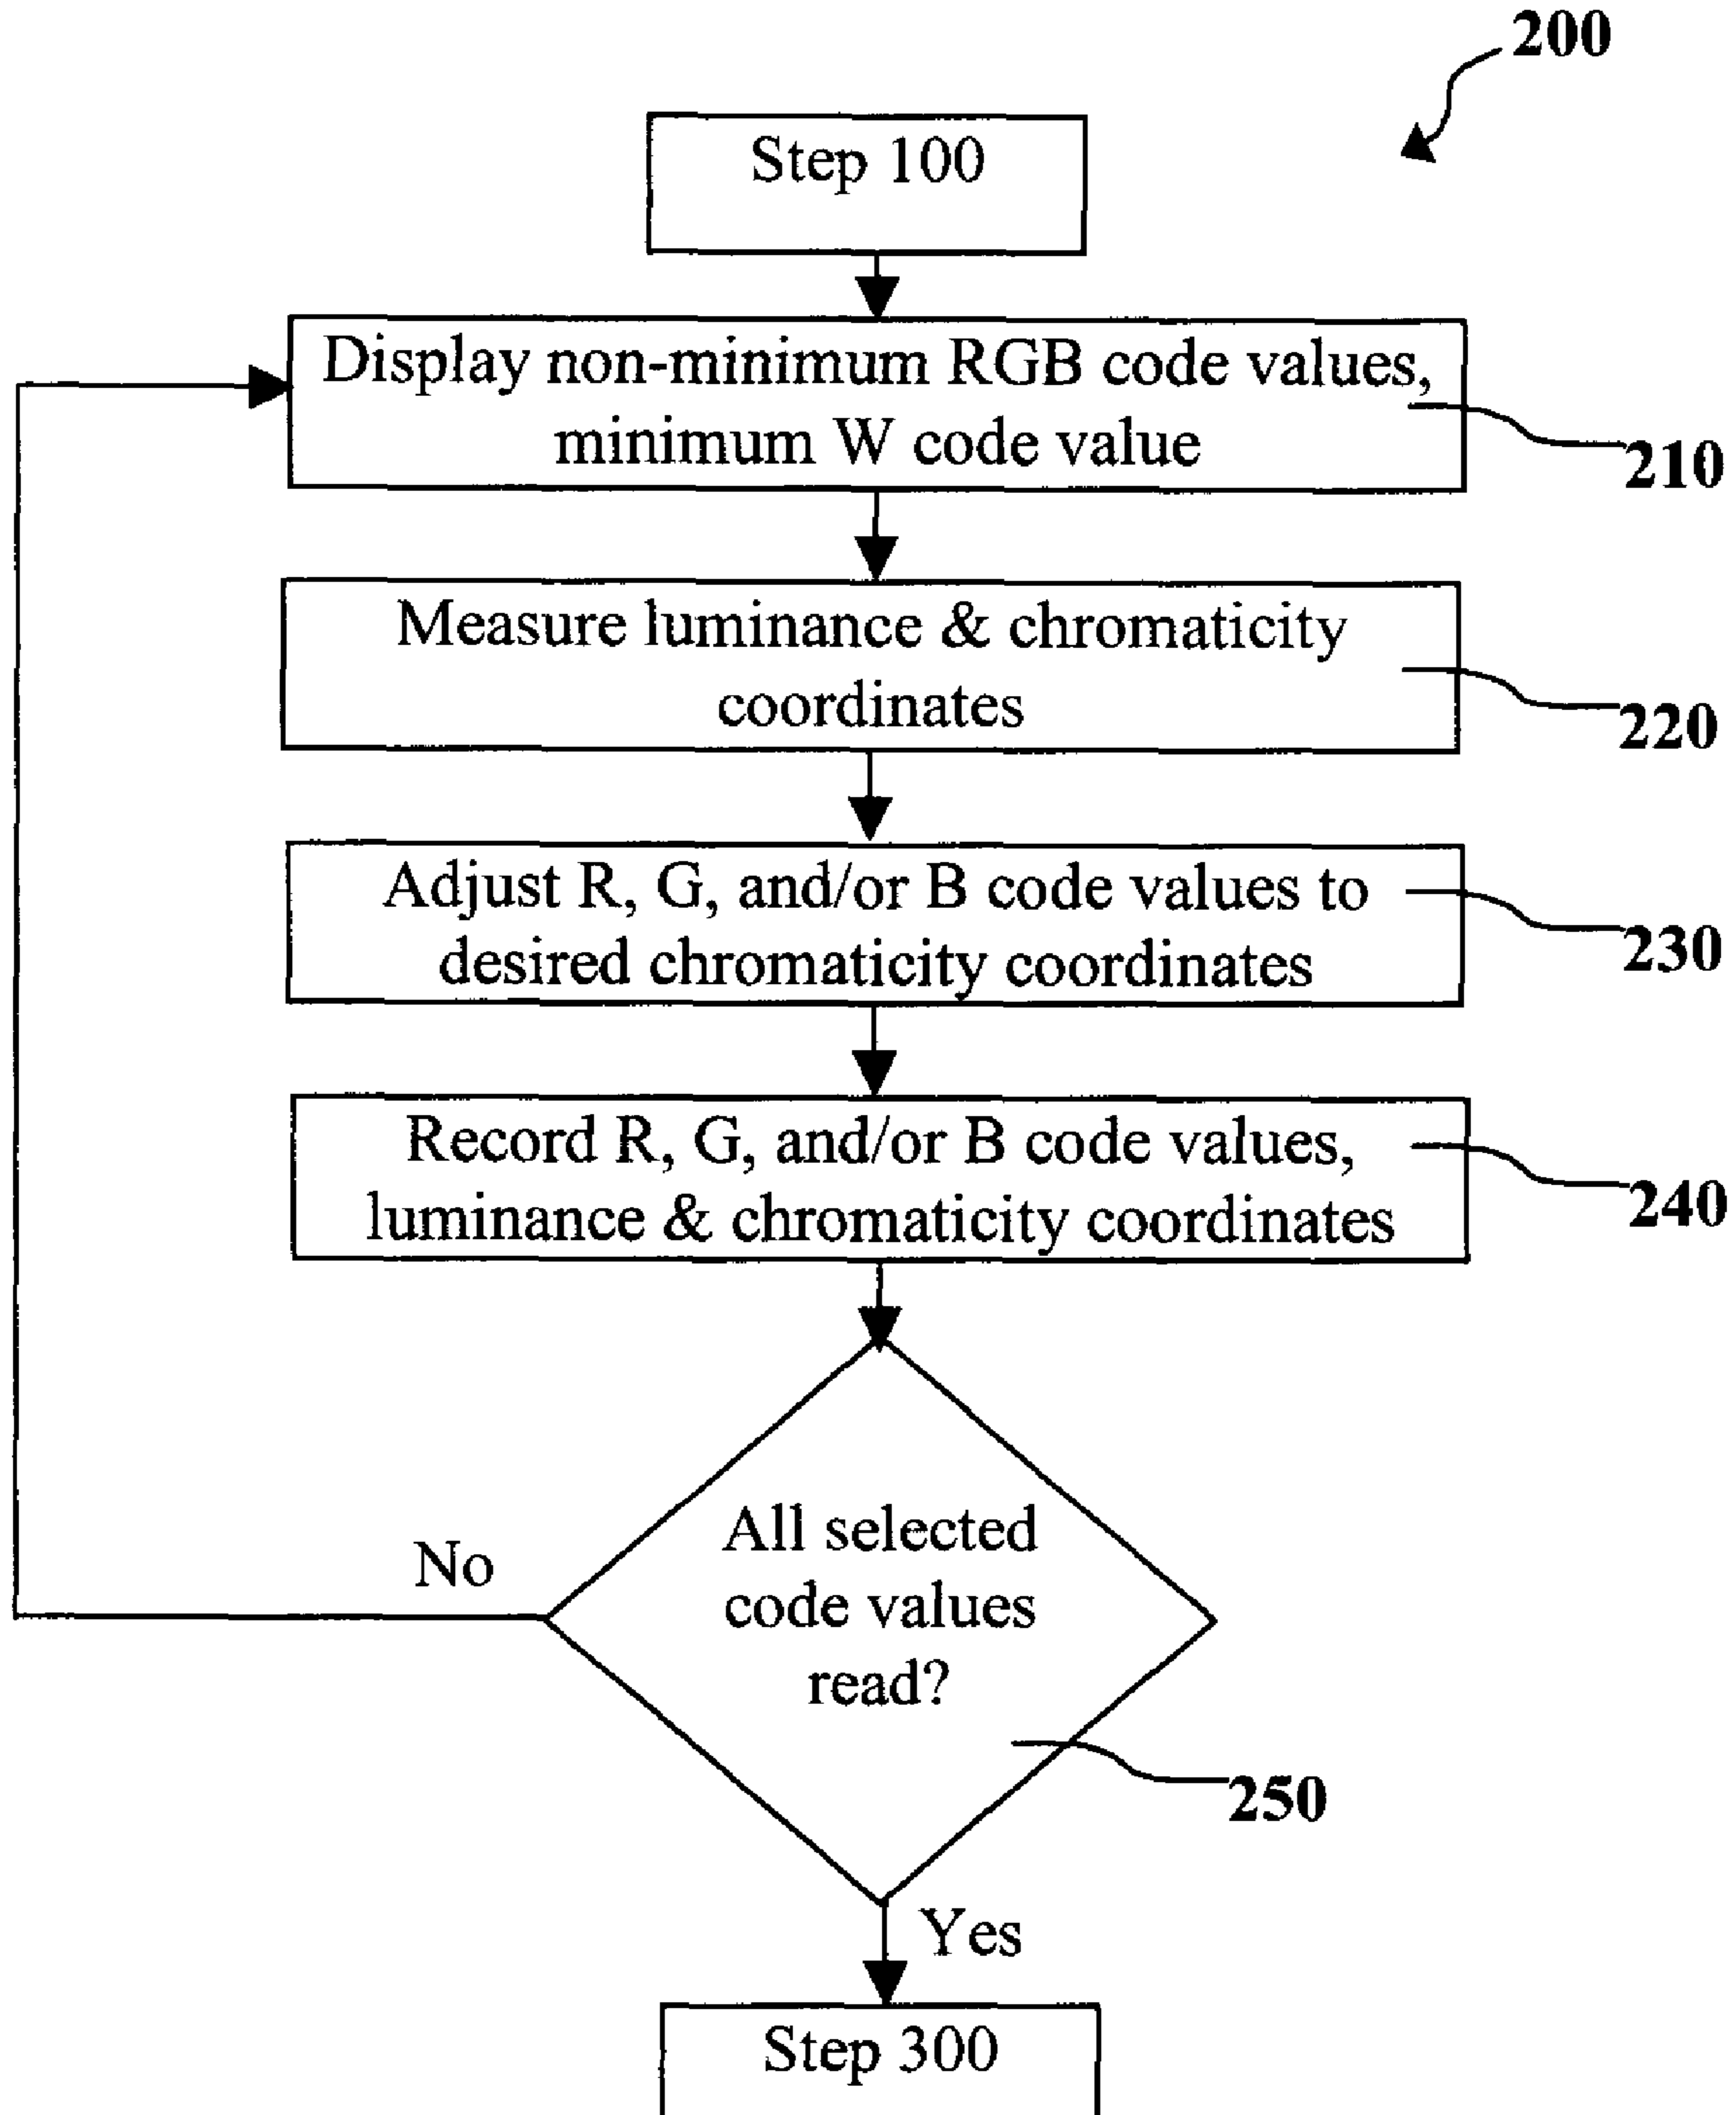 200
Step 100
Display non-minimum RGB code values,
minimum W code value
210
Measure luminance & chromaticity
coordinates
220
Adjust R, G, and/or B code values to
desired chromaticity coordinates
230
Record R, G, and/or B code values,
luminance & chromaticity coordinates
240
All selected
code values
read?
No
250
Yes
Step 300